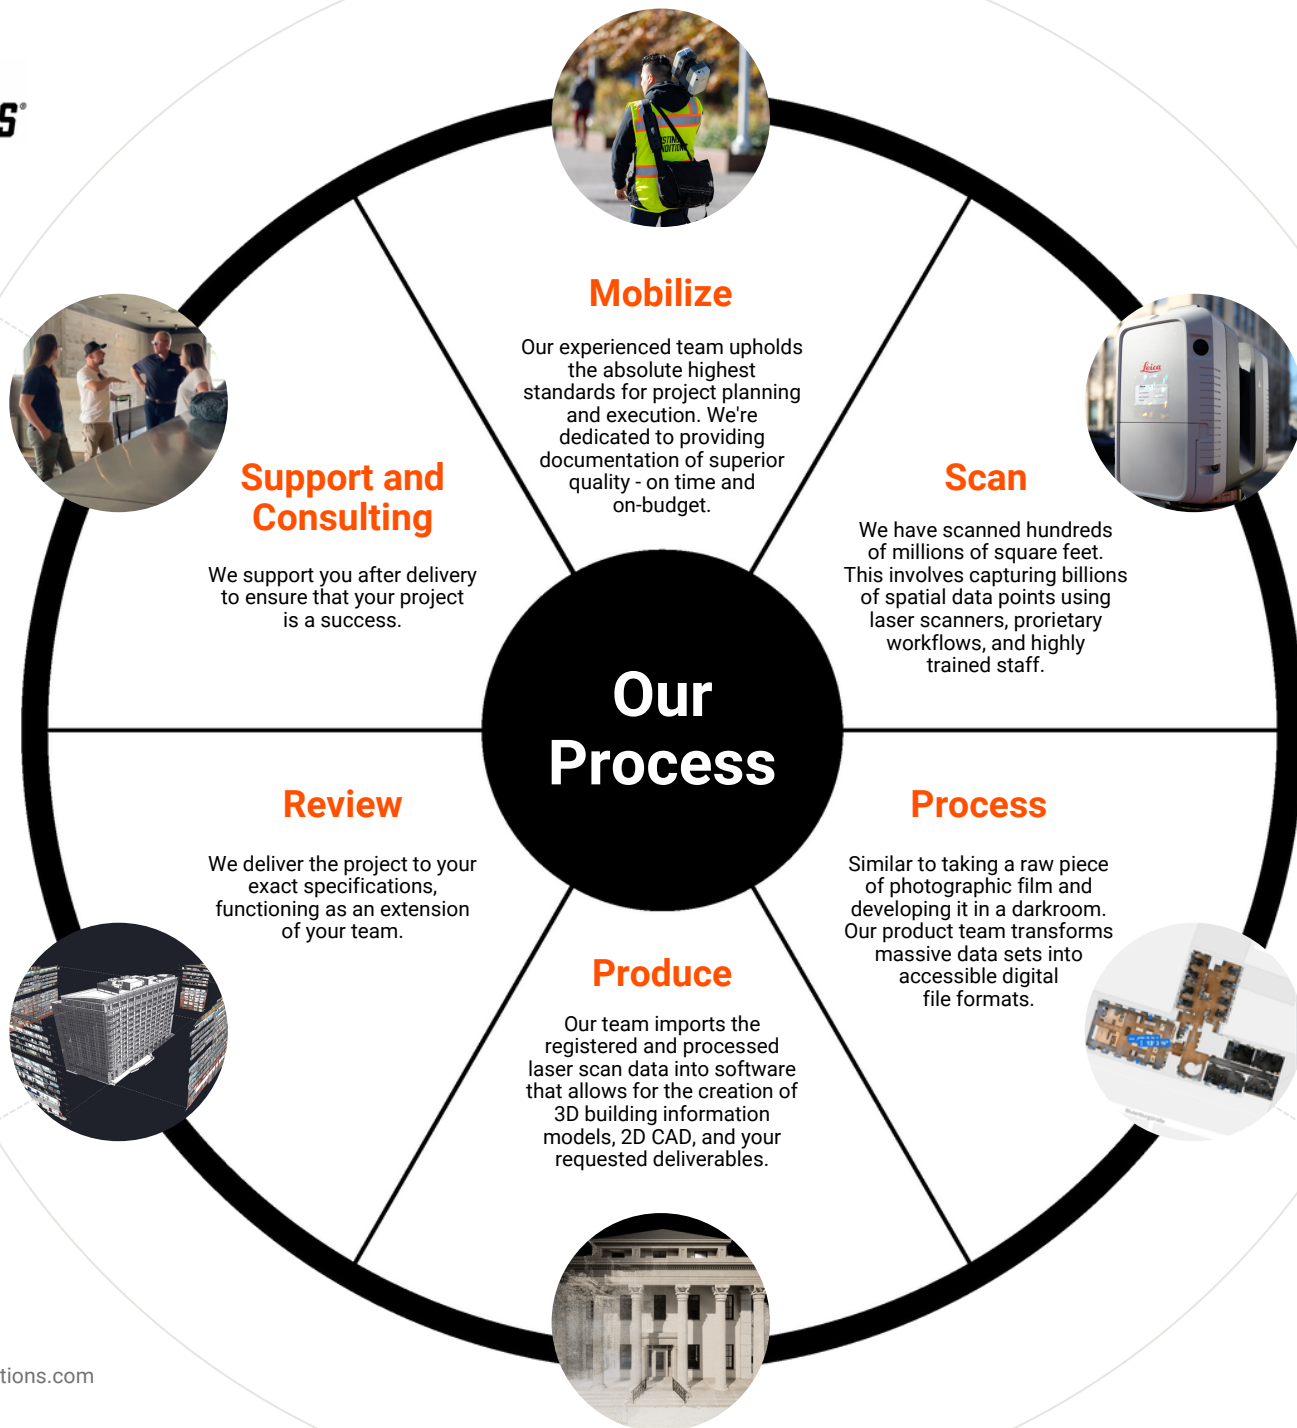 S®
Mobilize
Our experienced team upholds
the absolute highest
standards for project planning
and execution. We're
dedicated to providing
documentation of superior
quality - on time and
on-budget.
Scan
We have scanned hundreds
of millions of square feet.
This involves capturing billions
of spatial data points using
laser scanners, prorietary
workflows, and highly
trained staff.
Leica
Support and
Consulting
We support you after delivery
to ensure that your project
is a success.
Our
Process
Process
Similar to taking a raw piece
of photographic film and
developing it in a darkroom.
Our product team transforms
massive data sets into
accessible digital
file formats.
Produce
Our team imports the
registered and processed
laser scan data into software
that allows for the creation of
3D building information
models, 2D CAD, and your
requested deliverables.
Review
We deliver the project to your
exact specifications,
functioning as an extension
of your team.
tions.com